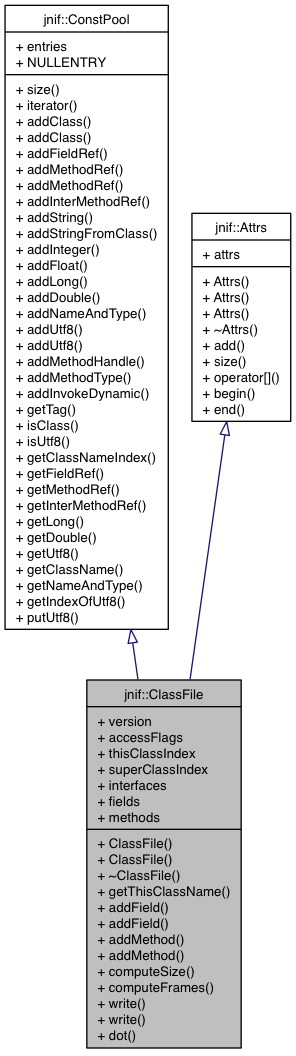 jnif::ConstPool
+ entries
+ NULLENTRY
+ size()
+ iterator()
+ addClass()
+ addClass()
+ addFieldRef()
+ addMethodRef()
+ addMethodRef()
+ addInterMethodRef()
+ addString()
+ addStringFromClass()
+ addInteger()
+ addFloat()
+ addLong()
+ addDouble()
+ addNameAndType()
+ addUtf8()
+ addUtf8()
+ addMethodHandle()
+ addMethodType()
+ addInvokeDynamic()
+ getTag()
+ isClass()
+ isUtf8()
+ getClassNameIndex()
+ getFieldRef()
+ getMethodRef()
+ getInterMethodRef()
+ getLong()
+ getDouble()
+ getUtf8()
+ getClassName()
+ getNameAndType()
+ getIndexOfUtf8()
+ putUtf8()
jnif::Attrs
+ attrs
+ Attrs()
+ Attrs()
+ Attrs()
+ ~Attrs()
+ add()
+ size()
+ operator[]()
+ begin()
+ end()
jnif::ClassFile
+ version
+ accessFlags
+ thisClassIndex
+ superClassIndex
+ interfaces
+ fields
+ methods
+ ClassFile()
+ ClassFile()
+ ~ClassFile()
+ getThisClassName()
+ addField()
+ addField()
+ addMethod()
+ addMethod()
+ computeSize()
+ computeFrames()
+ write()
+ write()
+ dot()